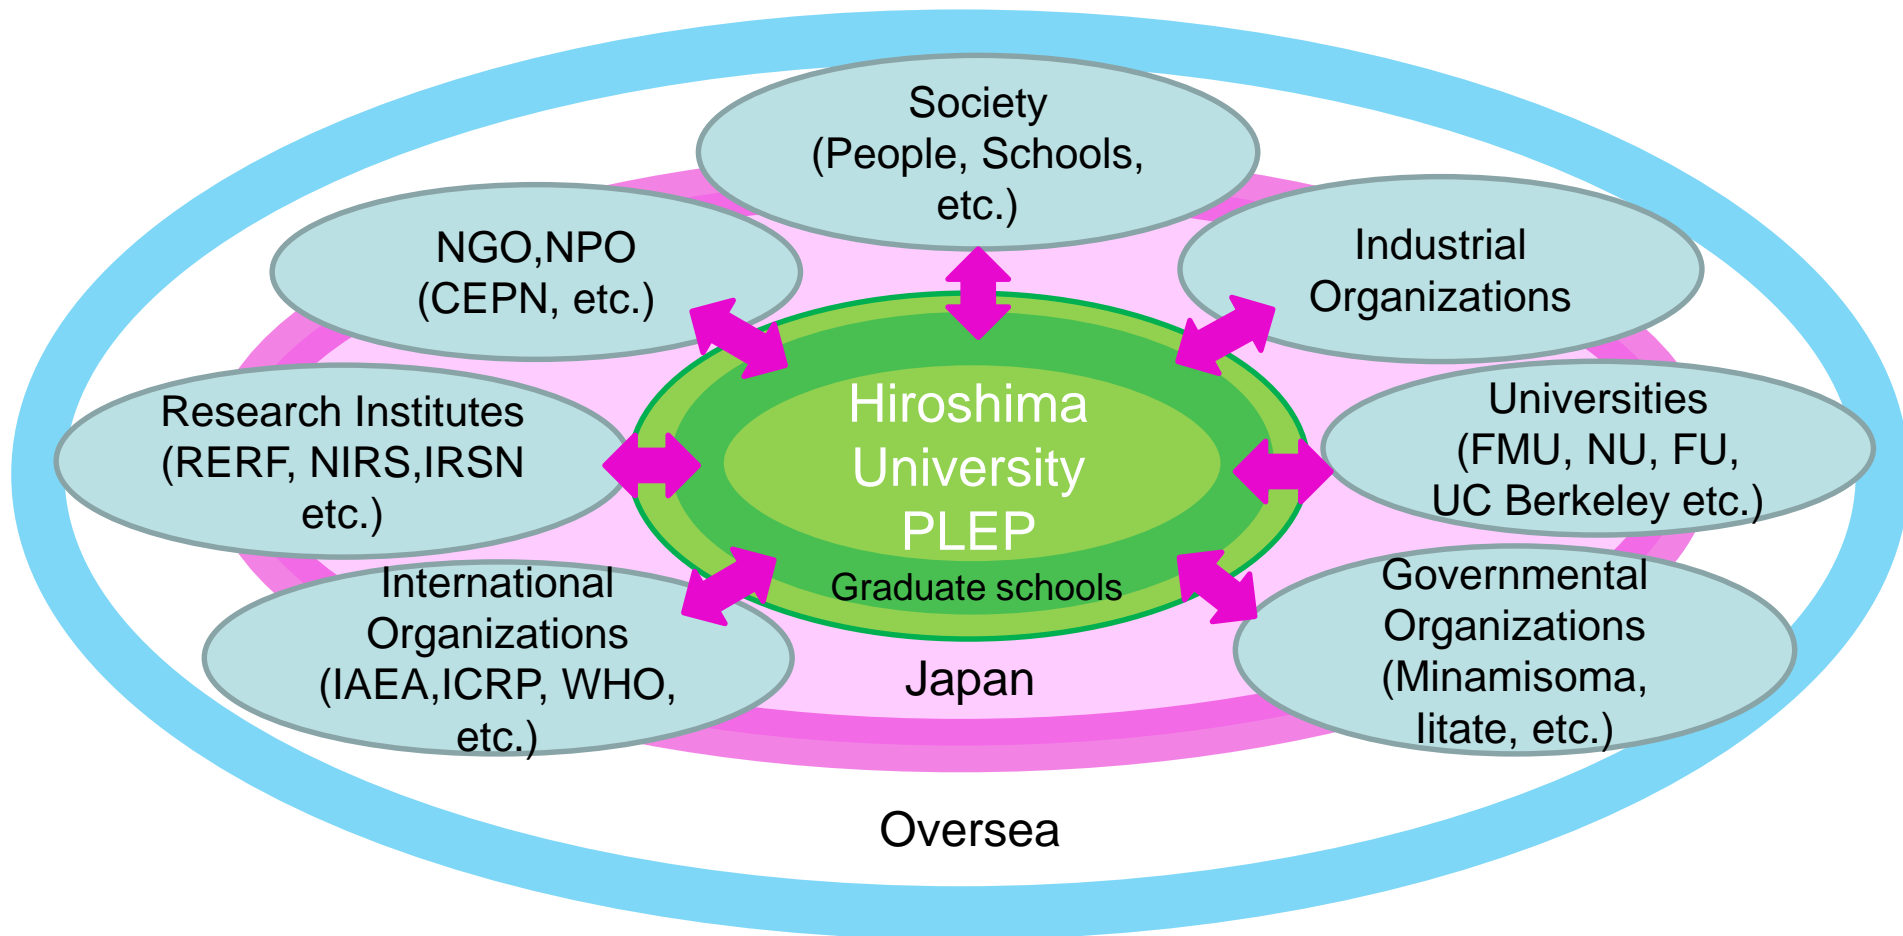 Society
(People, Schools,
etc.)
NGO,NPO
(CEPN, etc.)
Industrial
Organizations
Research Institutes
(RERF, NIRS,IRSN
etc.)
Hiroshima
University
PLEP
Graduate schools
Universities
(FMU, NU, FU,
UC Berkeley etc.)
International
Organizations
(IAEA,ICRP, WHO,
etc.)
Governmental
Organizations
(Minamisoma,
Iitate, etc.)
Japan
Oversea